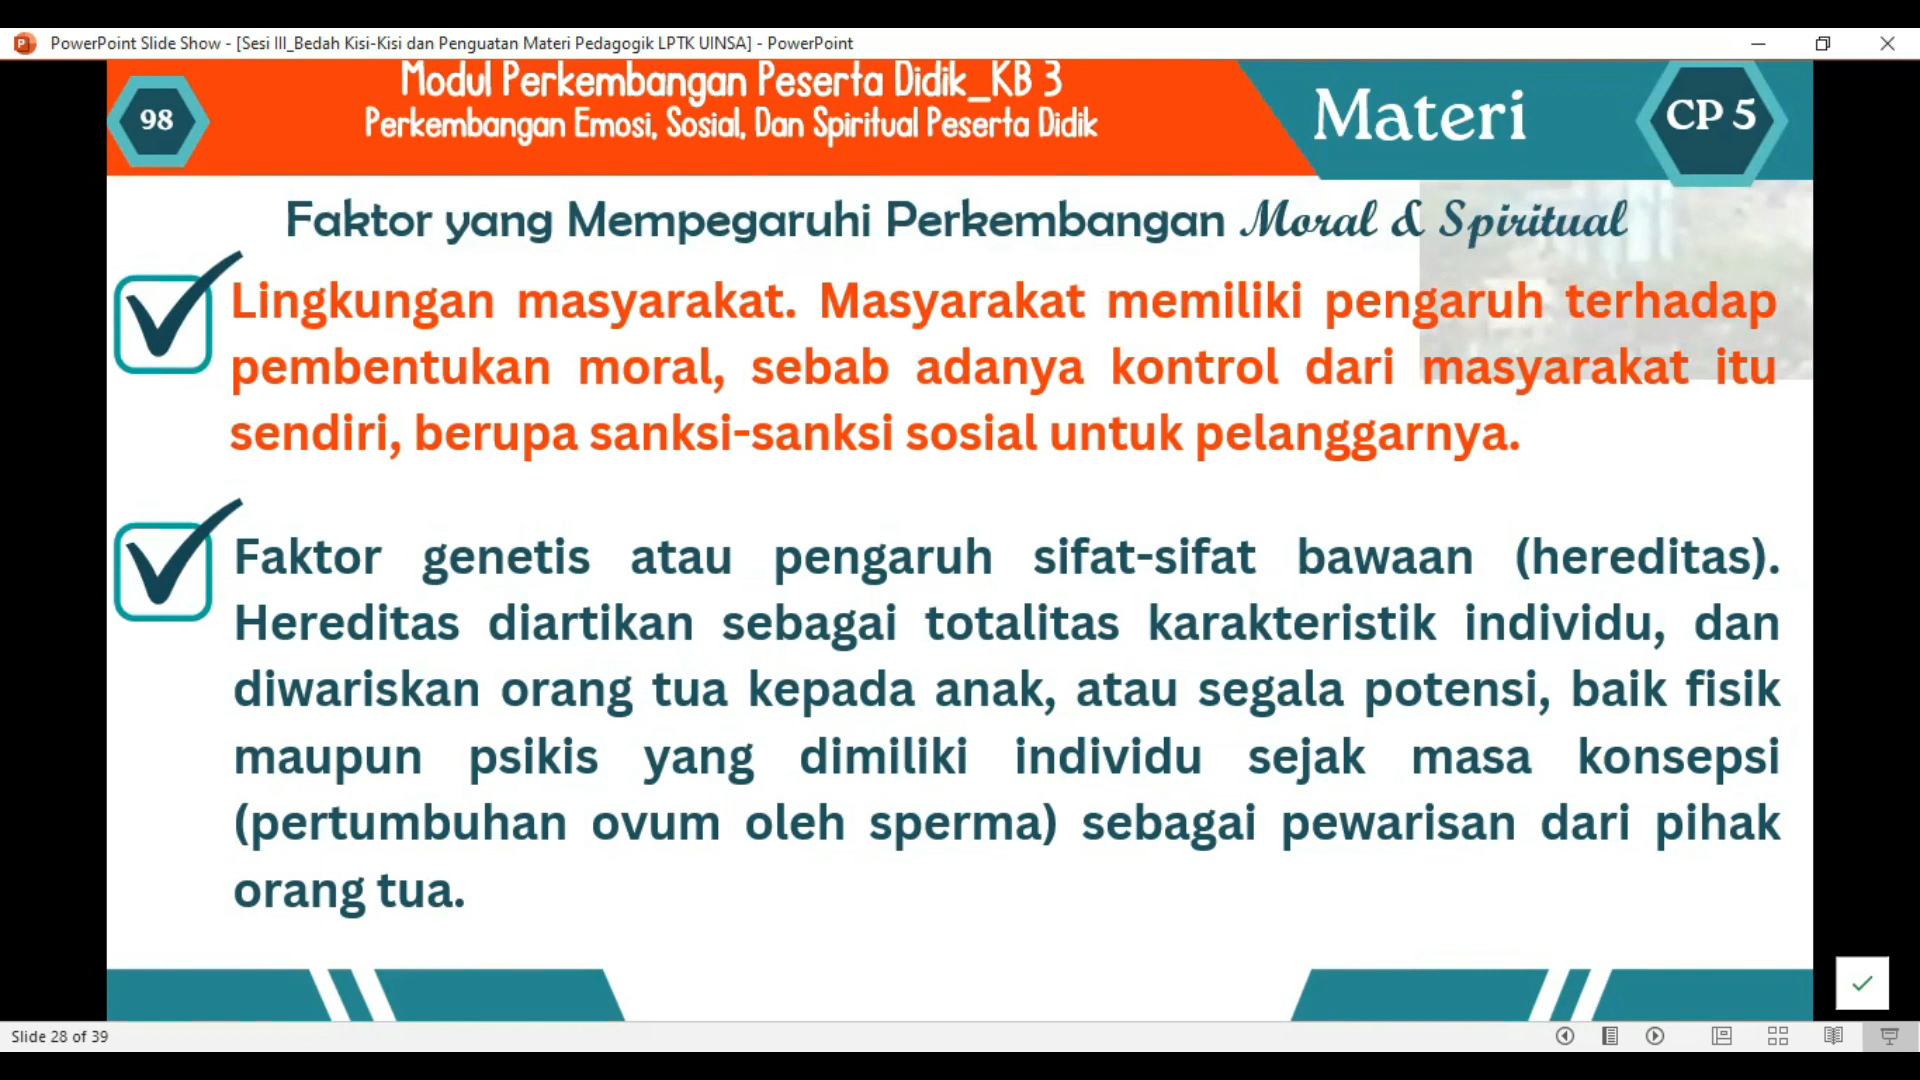 PowerPoint Slide Show - [Sesi III_Bedah Kisi-Kisi dan Penguatan Materi Pedagogik LPTK UINSA] - PowerPoint
98
Modul Perkembangan Peserta Didik_KB 3
Perkembangan Emosi, Sosial, Dan Spiritual Peserta Didik
Materi
CP 5
Faktor yang Mempegaruhi Perkembangan Moral & Spiritual
Lingkungan masyarakat. Masyarakat memiliki pengaruh terhadap
pembentukan moral, sebab adanya kontrol dari masyarakat itu
sendiri, berupa sanksi-sanksi sosial untuk pelanggarnya.
Faktor genetis atau pengaruh sifat-sifat bawaan (hereditas).
Hereditas diartikan sebagai totalitas karakteristik individu, dan
diwariskan orang tua kepada anak, atau segala potensi, baik fisik
maupun psikis yang dimiliki individu sejak masa konsepsi
(pertumbuhan ovum oleh sperma) sebagai pewarisan dari pihak
orang tua.
Slide 28 of 39